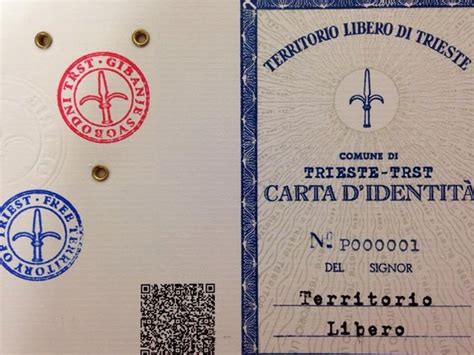 GIBANJE SVOBODNI TRST ·
FREE TERRITORY OF TRIEST ·
TERRITORIO LIBERO DI TRIESTE
COMUNE DI
TRIESTE-TRST
CARTA D'IDENTITÀ
Nº P000001
DEL SIGNOR
Territorio
Libero